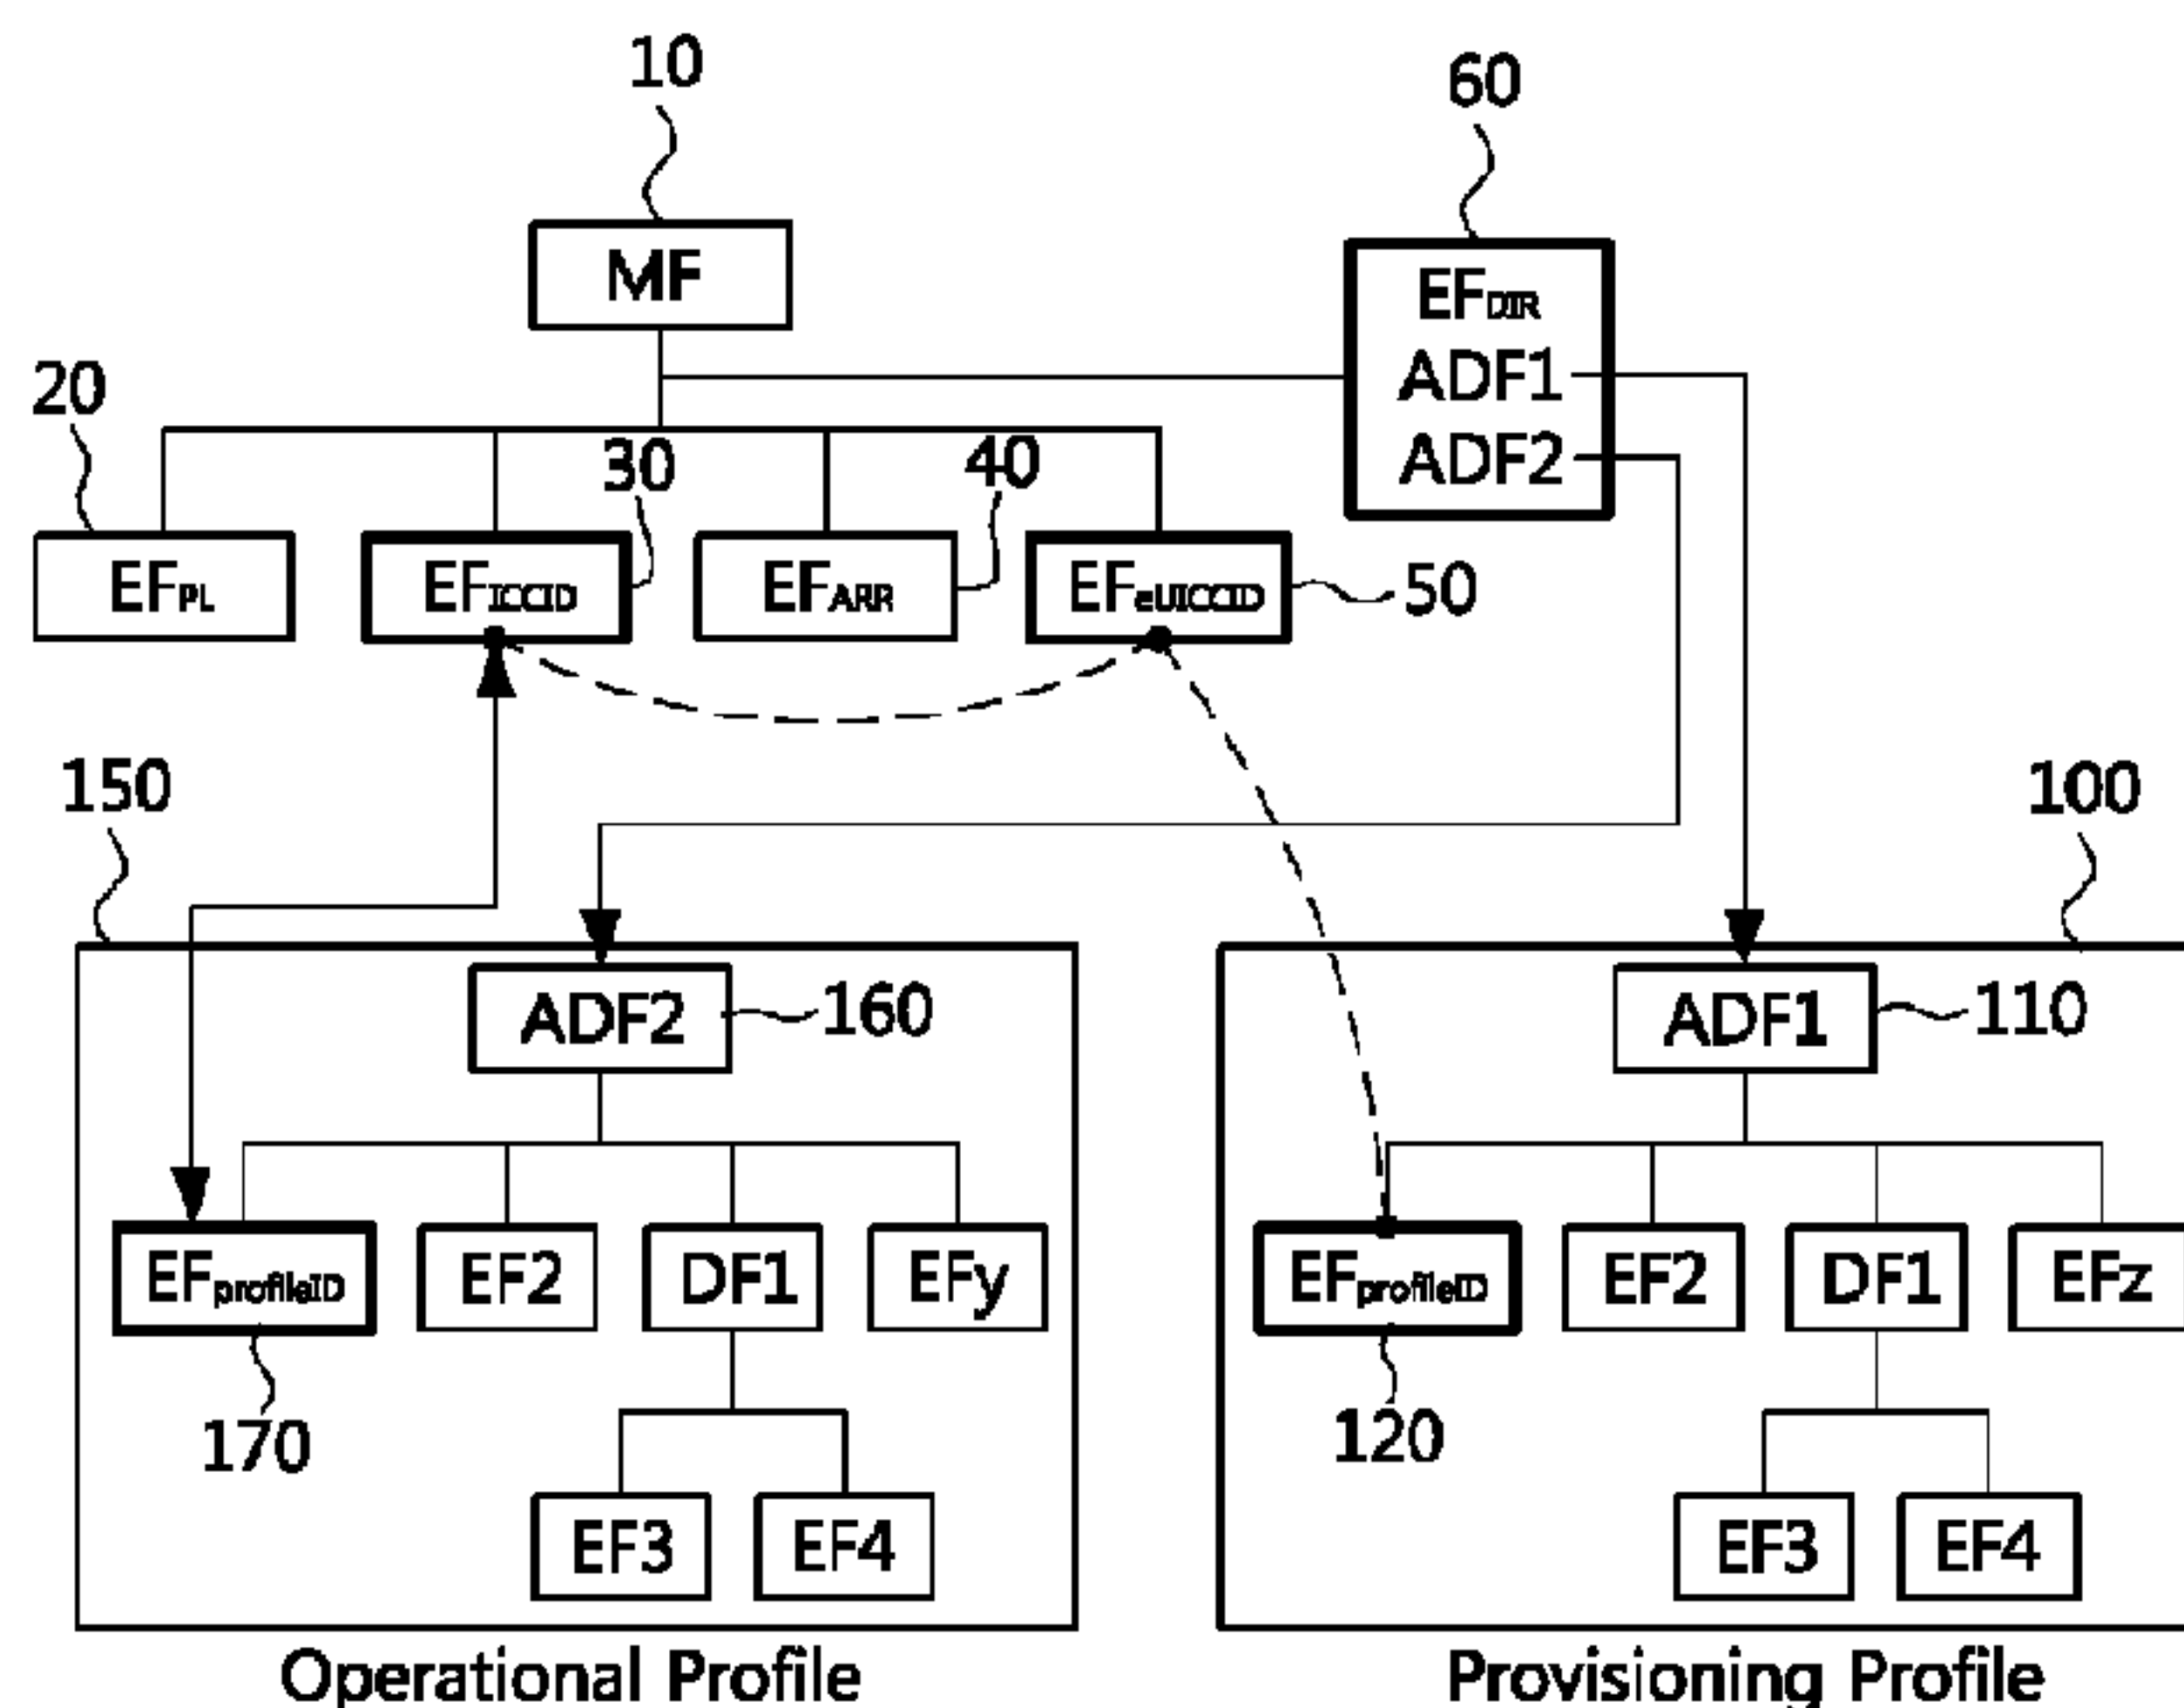 10
60
MF
EFDIR
ADF1
ADF2
20
30
40
EFPL
EFICCID
EFARR
EFeUICCID
50
150
100
ADF2
160
ADF1
110
EFprofileID
EF2
DF1
EFy
EFprofileID
EF2
DF1
EFz
170
120
EF3
EF4
EF3
EF4
Operational Profile
Provisioning Profile